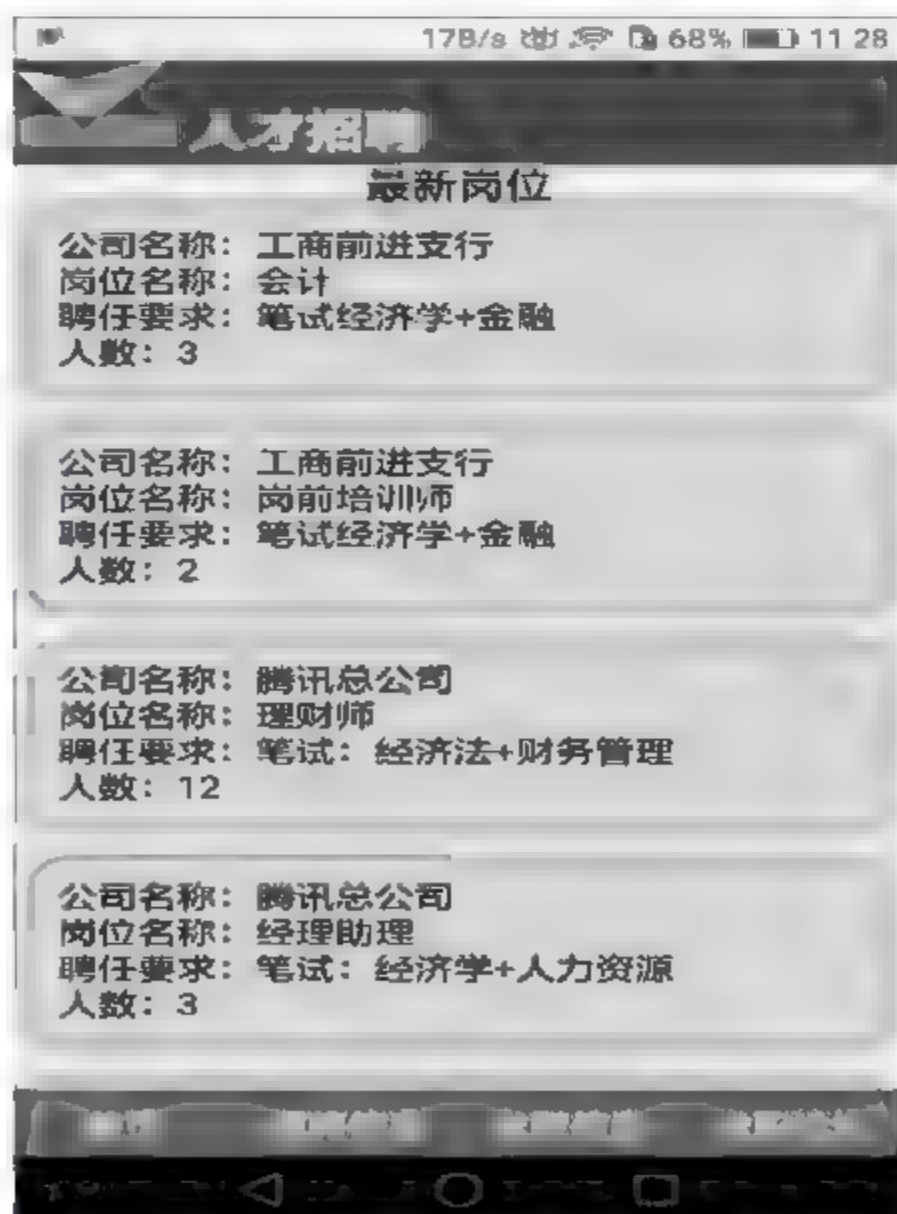 17B/s 68% 11 28
人才招聘
最新岗位
公司名称：工商前进支行
岗位名称：会计
聘任要求：笔试经济学+金融
人数：3
公司名称：工商前进支行
岗位名称：岗前培训师
聘任要求：笔试经济学+金融
人数：2
公司名称：腾讯总公司
岗位名称：理财师
聘任要求：笔试：经济法+财务管理
人数：12
公司名称：腾讯总公司
岗位名称：经理助理
聘任要求：笔试：经济学+人力资源
人数：3